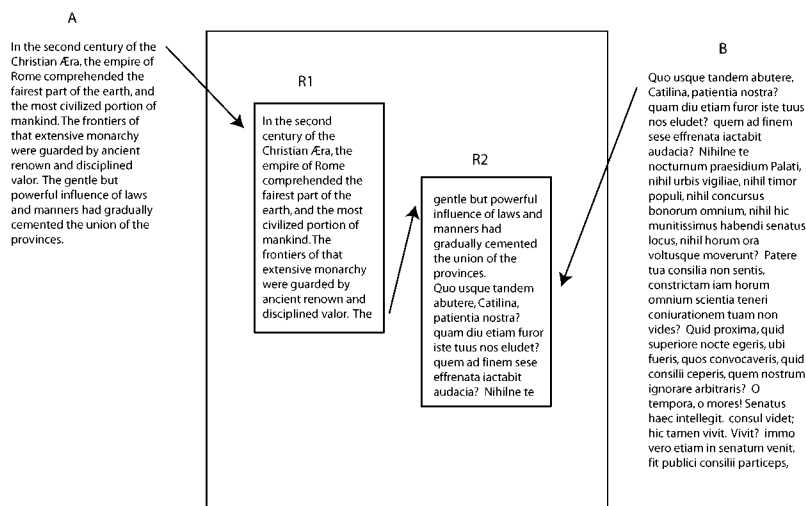 A
In the second century of the
Christian Æra, the empire of
Rome comprehended the
fairest part of the earth, and
the most civilized portion of
mankind. The frontiers of
that extensive monarchy
were guarded by ancient
renown and disciplined
valor. The gentle but
powerful influence of laws
and manners had gradually
cemented the union of the
provinces.
R1
In the second
century of the
Christian Æra, the
empire of Rome
comprehended the
fairest part of the
earth, and the most
civilized portion of
mankind. The
frontiers of that
extensive monarchy
were guarded by
ancient renown and
disciplined valor. The
R2
gentle but powerful
influence of laws and
manners had
gradually cemented
the union of the
provinces.
Quo usque tandem
abutere, Catilina,
patientia nostra?
quam diu etiam furor
iste tuus nos eludet?
quem ad finem sese
effrenata iactabit
audacia? Nihilne te
B
Quo usque tandem abutere,
Catilina, patientia nostra?
quam diu etiam furor iste tuus
nos eludet? quem ad finem
sese effrenata iactabit
audacia? Nihilne te
nocturnum praesidium Palati,
nihil urbis vigiliae, nihil timor
populi, nihil concursus
bonorum omnium, nihil hic
munitissimus habendi senatus
locus, nihil horum ora
voltusque moverunt? Patere
tua consilia non sentis,
constrictam iam horum
omnium scientia teneri
coniurationem tuam non
vides? Quid proxima, quid
superiore nocte egeris, ubi
fueris, quos convocaveris, quid
consilii ceperis, quem nostrum
ignorare arbitraris? O
tempora, o mores! Senatus
haec intellegit. consul videt;
hic tamen vivit. Vivit? immo
vero etiam in senatum venit,
fit publici consilii particeps,